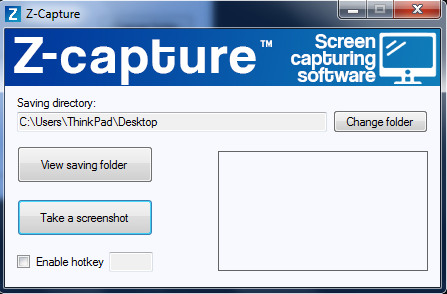 Z Z-Capture
Z-capture™
Screen
capturing
software
Saving directory:
C:\Users\ThinkPad\Desktop
Change folder
View saving folder
Take a screenshot
Enable hotkey